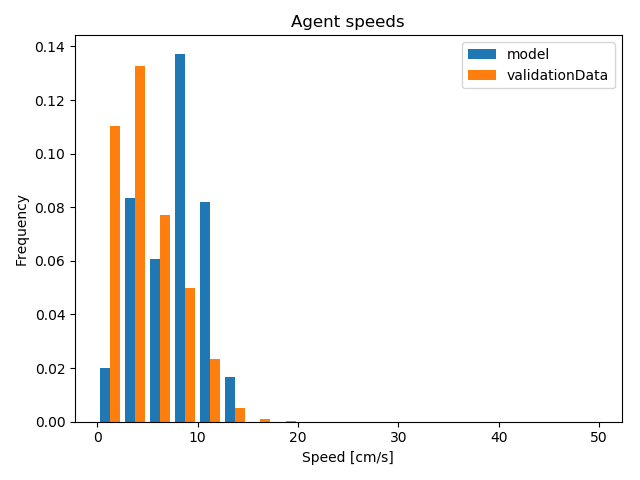 Agent speeds
model
validationData
0.14
0.12
0.10
0.08
0.06
0.04
0.02
0.00
Frequency
0 10 20 30 40 50
Speed [cm/s]